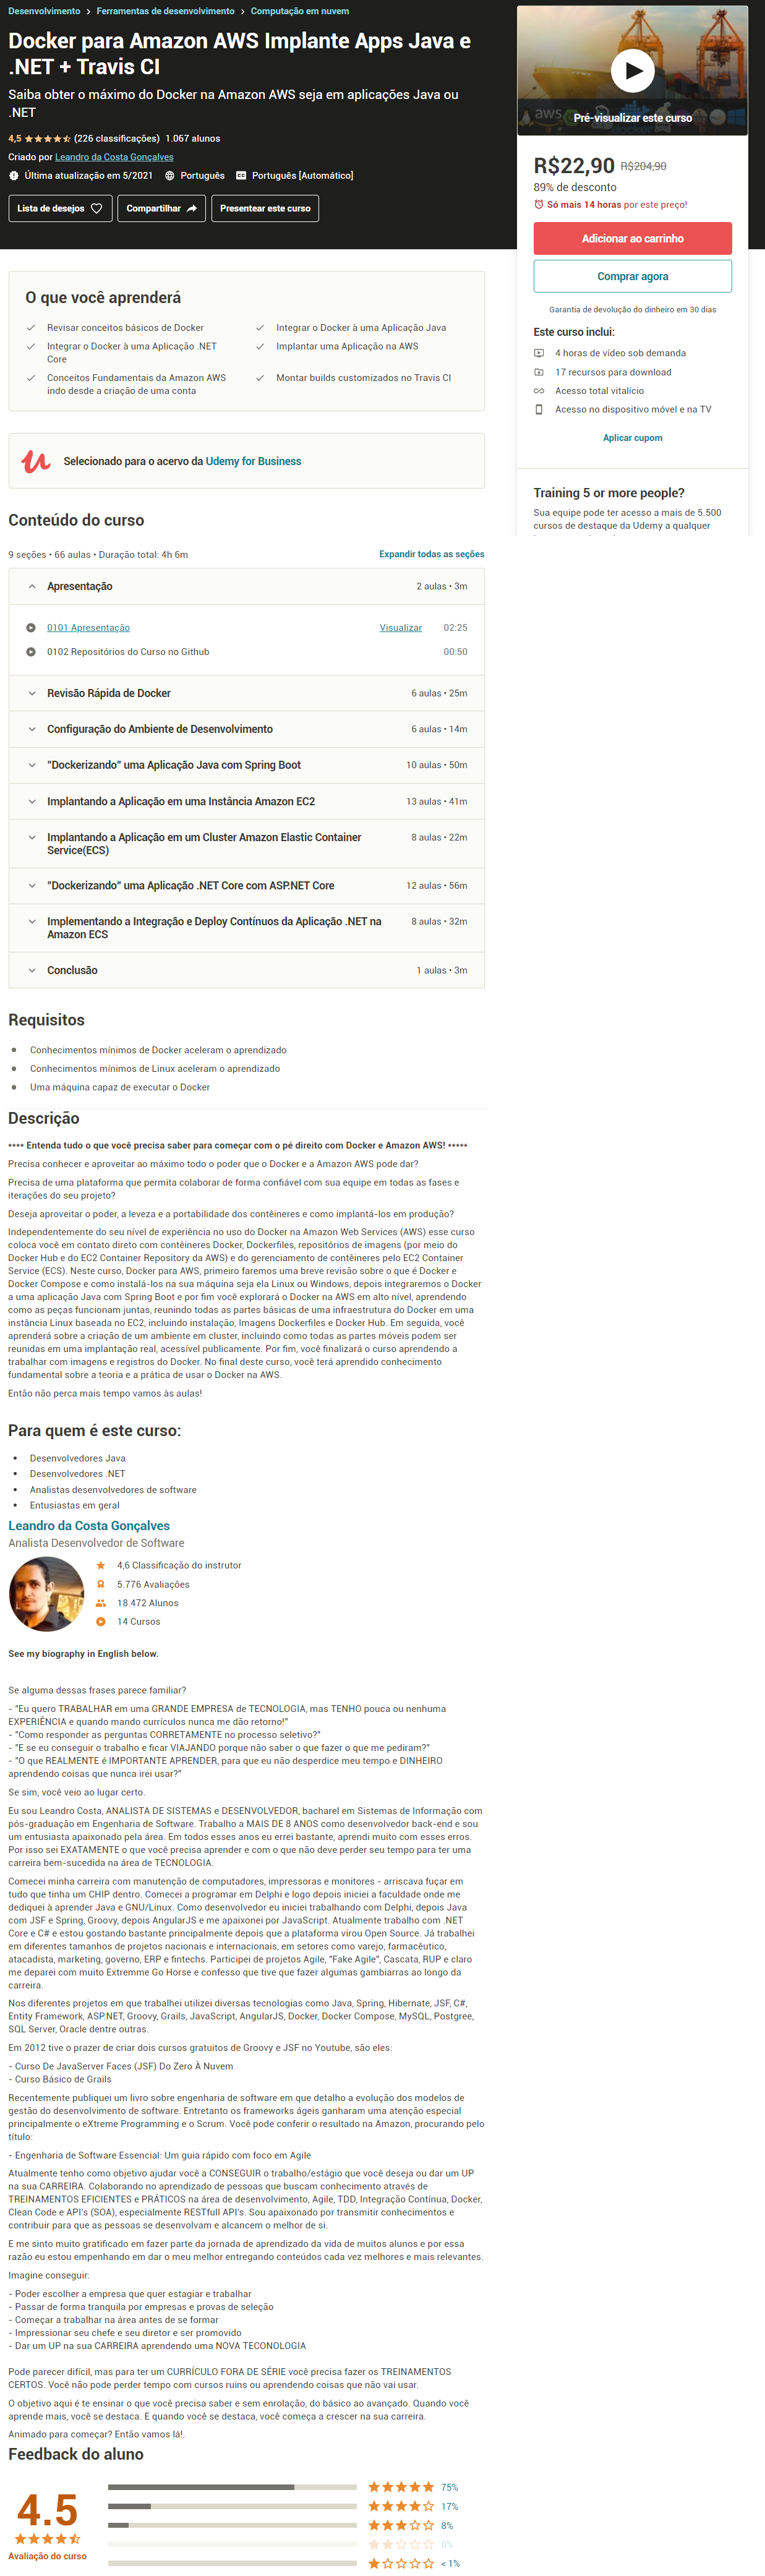 Desenvolvimento > Ferramentas de desenvolvimento > Computação em nuvem
Docker para Amazon AWS Implante Apps Java e
.NET + Travis CI
Saiba obter o máximo do Docker na Amazon AWS seja em aplicações Java ou
.NET
4,5 (226 classificações) 1.067 alunos
Criado por Leandro da Costa Gonçalves
Última atualização em 5/2021 Português Português [Automático]
Lista de desejos Compartilhar Presentear este curso
aws
Pré-visualizar este curso
R$22,90 R$204,90
89% de desconto
Só mais 14 horas por este preço!
Adicionar ao carrinho
Comprar agora
Garantia de devolução do dinheiro em 30 dias
Este curso inclui:
4 horas de vídeo sob demanda
17 recursos para download
Acesso total vitalício
Acesso no dispositivo móvel e na TV
Aplicar cupom
Training 5 or more people?
Sua equipe pode ter acesso a mais de 5.500
cursos de destaque da Udemy a qualquer
O que você aprenderá
Revisar conceitos básicos de Docker
Integrar o Docker à uma Aplicação Java
Integrar o Docker à uma Aplicação .NET
Core
Implantar uma Aplicação na AWS
Conceitos Fundamentais da Amazon AWS
indo desde a criação de uma conta
Montar builds customizados no Travis CI
Selecionado para o acervo da Udemy for Business
Conteúdo do curso
9 seções • 66 aulas • Duração total: 4h 6m Expandir todas as seções
Apresentação 2 aulas • 3m
0101 Apresentação Visualizar 02:25
0102 Repositórios do Curso no Github 00:50
Revisão Rápida de Docker 6 aulas • 25m
Configuração do Ambiente de Desenvolvimento 6 aulas • 14m
"Dockerizando" uma Aplicação Java com Spring Boot 10 aulas • 50m
Implantando a Aplicação em uma Instância Amazon EC2 13 aulas • 41m
Implantando a Aplicação em um Cluster Amazon Elastic Container 8 aulas • 22m
Service(ECS)
"Dockerizando" uma Aplicação .NET Core com ASP.NET Core 12 aulas • 56m
Implementando a Integração e Deploy Contínuos da Aplicação .NET na 8 aulas • 32m
Amazon ECS
Conclusão 1 aulas • 3m
Requisitos
Conhecimentos mínimos de Docker aceleram o aprendizado
Conhecimentos mínimos de Linux aceleram o aprendizado
Uma máquina capaz de executar o Docker
Descrição
**** Entenda tudo o que você precisa saber para começar com o pé direito com Docker e Amazon AWS! *****
Precisa conhecer e aproveitar ao máximo todo o poder que o Docker e a Amazon AWS pode dar?
Precisa de uma plataforma que permita colaborar de forma confiável com sua equipe em todas as fases e
iterações do seu projeto?
Deseja aproveitar o poder, a leveza e a portabilidade dos contêineres e como implantá-los em produção?
Independentemente do seu nível de experiência no uso do Docker na Amazon Web Services (AWS) esse curso
coloca você em contato direto com contêineres Docker, Dockerfiles, repositórios de imagens (por meio do
Docker Hub e do EC2 Container Repository da AWS) e do gerenciamento de contêineres pelo EC2 Container
Service (ECS). Neste curso, Docker para AWS, primeiro faremos uma breve revisão sobre o que é Docker e
Docker Compose e como instalá-los na sua máquina seja ela Linux ou Windows, depois integraremos o Docker
a uma aplicação Java com Spring Boot e por fim você explorará o Docker na AWS em alto nível, aprendendo
como as peças funcionam juntas, reunindo todas as partes básicas de uma infraestrutura do Docker em uma
instância Linux baseada no EC2, incluindo instalação, Imagens Dockerfiles e Docker Hub. Em seguida, você
aprenderá sobre a criação de um ambiente em cluster, incluindo como todas as partes móveis podem ser
reunidas em uma implantação real, acessível publicamente. Por fim, você finalizará o curso aprendendo a
trabalhar com imagens e registros do Docker. No final deste curso, você terá aprendido conhecimento
fundamental sobre a teoria e a prática de usar o Docker na AWS.
Então não perca mais tempo vamos às aulas!
Para quem é este curso:
Desenvolvedores Java
Desenvolvedores .NET
Analistas desenvolvedores de software
Entusiastas em geral
Leandro da Costa Gonçalves
Analista Desenvolvedor de Software
4,6 Classificação do instrutor
5.776 Avaliações
18.472 Alunos
14 Cursos
See my biography in English below.
Se alguma dessas frases parece familiar?
- "Eu quero TRABALHAR em uma GRANDE EMPRESA de TECNOLOGIA, mas TENHO pouca ou nenhuma
EXPERIÊNCIA e quando mando currículos nunca me dão retorno!"
- "Como responder as perguntas CORRETAMENTE no processo seletivo?"
- "E se eu conseguir o trabalho e ficar VIAJANDO porque não saber o que fazer o que me pediram?"
- "O que REALMENTE é IMPORTANTE APRENDER, para que eu não desperdice meu tempo e DINHEIRO
aprendendo coisas que nunca irei usar?"
Se sim, você veio ao lugar certo.
Eu sou Leandro Costa, ANALISTA DE SISTEMAS e DESENVOLVEDOR, bacharel em Sistemas de Informação com
pós-graduação em Engenharia de Software. Trabalho a MAIS DE 8 ANOS como desenvolvedor back-end e sou
um entusiasta apaixonado pela área. Em todos esses anos eu errei bastante, aprendi muito com esses erros.
Por isso sei EXATAMENTE o que você precisa aprender e com o que não deve perder seu tempo para ter uma
carreira bem-sucedida na área de TECNOLOGIA.
Comecei minha carreira com manutenção de computadores, impressoras e monitores - arriscava fuçar em
tudo que tinha um CHIP dentro. Comecei a programar em Delphi e logo depois iniciei a faculdade onde me
dediquei à aprender Java e GNU/Linux. Como desenvolvedor eu iniciei trabalhando com Delphi, depois Java
com JSF e Spring, Groovy, depois AngularJS e me apaixonei por JavaScript. Atualmente trabalho com .NET
Core e C# e estou gostando bastante principalmente depois que a plataforma virou Open Source. Já trabalhei
em diferentes tamanhos de projetos nacionais e internacionais, em setores como varejo, farmacêutico,
atacadista, marketing, governo, ERP e fintechs. Participei de projetos Agile, "Fake Agile", Cascata, RUP e claro
me deparei com muito Extremme Go Horse e confesso que tive que fazer algumas gambiarras ao longo da
carreira.
Nos diferentes projetos em que trabalhei utilizei diversas tecnologias como Java, Spring, Hibernate, JSF, C#,
Entity Framework, ASP.NET, Groovy, Grails, JavaScript, AngularJS, Docker, Docker Compose, MySQL, Postgree,
SQL Server, Oracle dentre outras.
Em 2012 tive o prazer de criar dois cursos gratuitos de Groovy e JSF no Youtube, são eles:
- Curso De JavaServer Faces (JSF) Do Zero À Nuvem
- Curso Básico de Grails
Recentemente publiquei um livro sobre engenharia de software em que detalho a evolução dos modelos de
gestão do desenvolvimento de software. Entretanto os frameworks ágeis ganharam uma atenção especial
principalmente o eXtreme Programming e o Scrum. Você pode conferir o resultado na Amazon, procurando pelo
título:
- Engenharia de Software Essencial: Um guia rápido com foco em Agile
Atualmente tenho como objetivo ajudar você a CONSEGUIR o trabalho/estágio que você deseja ou dar um UP
na sua CARREIRA. Colaborando no aprendizado de pessoas que buscam conhecimento através de
TREINAMENTOS EFICIENTES e PRÁTICOS na área de desenvolvimento, Agile, TDD, Integração Contínua, Docker,
Clean Code e API's (SOA), especialmente RESTfull API's. Sou apaixonado por transmitir conhecimentos e
contribuir para que as pessoas se desenvolvam e alcancem o melhor de si.
E me sinto muito gratificado em fazer parte da jornada de aprendizado da vida de muitos alunos e por essa
razão eu estou empenhando em dar o meu melhor entregando conteúdos cada vez melhores e mais relevantes.
Imagine conseguir:
- Poder escolher a empresa que quer estagiar e trabalhar
- Passar de forma tranquila por empresas e provas de seleção
- Começar a trabalhar na área antes de se formar
- Impressionar seu chefe e seu diretor e ser promovido
- Dar um UP na sua CARREIRA aprendendo uma NOVA TECONOLOGIA
Pode parecer difícil, mas para ter um CURRÍCULO FORA DE SÉRIE você precisa fazer os TREINAMENTOS
CERTOS. Você não pode perder tempo com cursos ruins ou aprendendo coisas que não vai usar.
O objetivo aqui é te ensinar o que você precisa saber e sem enrolação, do básico ao avançado. Quando você
aprende mais, você se destaca. E quando você se destaca, você começa a crescer na sua carreira.
Animado para começar? Então vamos lá!.
Feedback do aluno
4.5
Avaliação do curso
75%
17%
8%
0%
< 1%